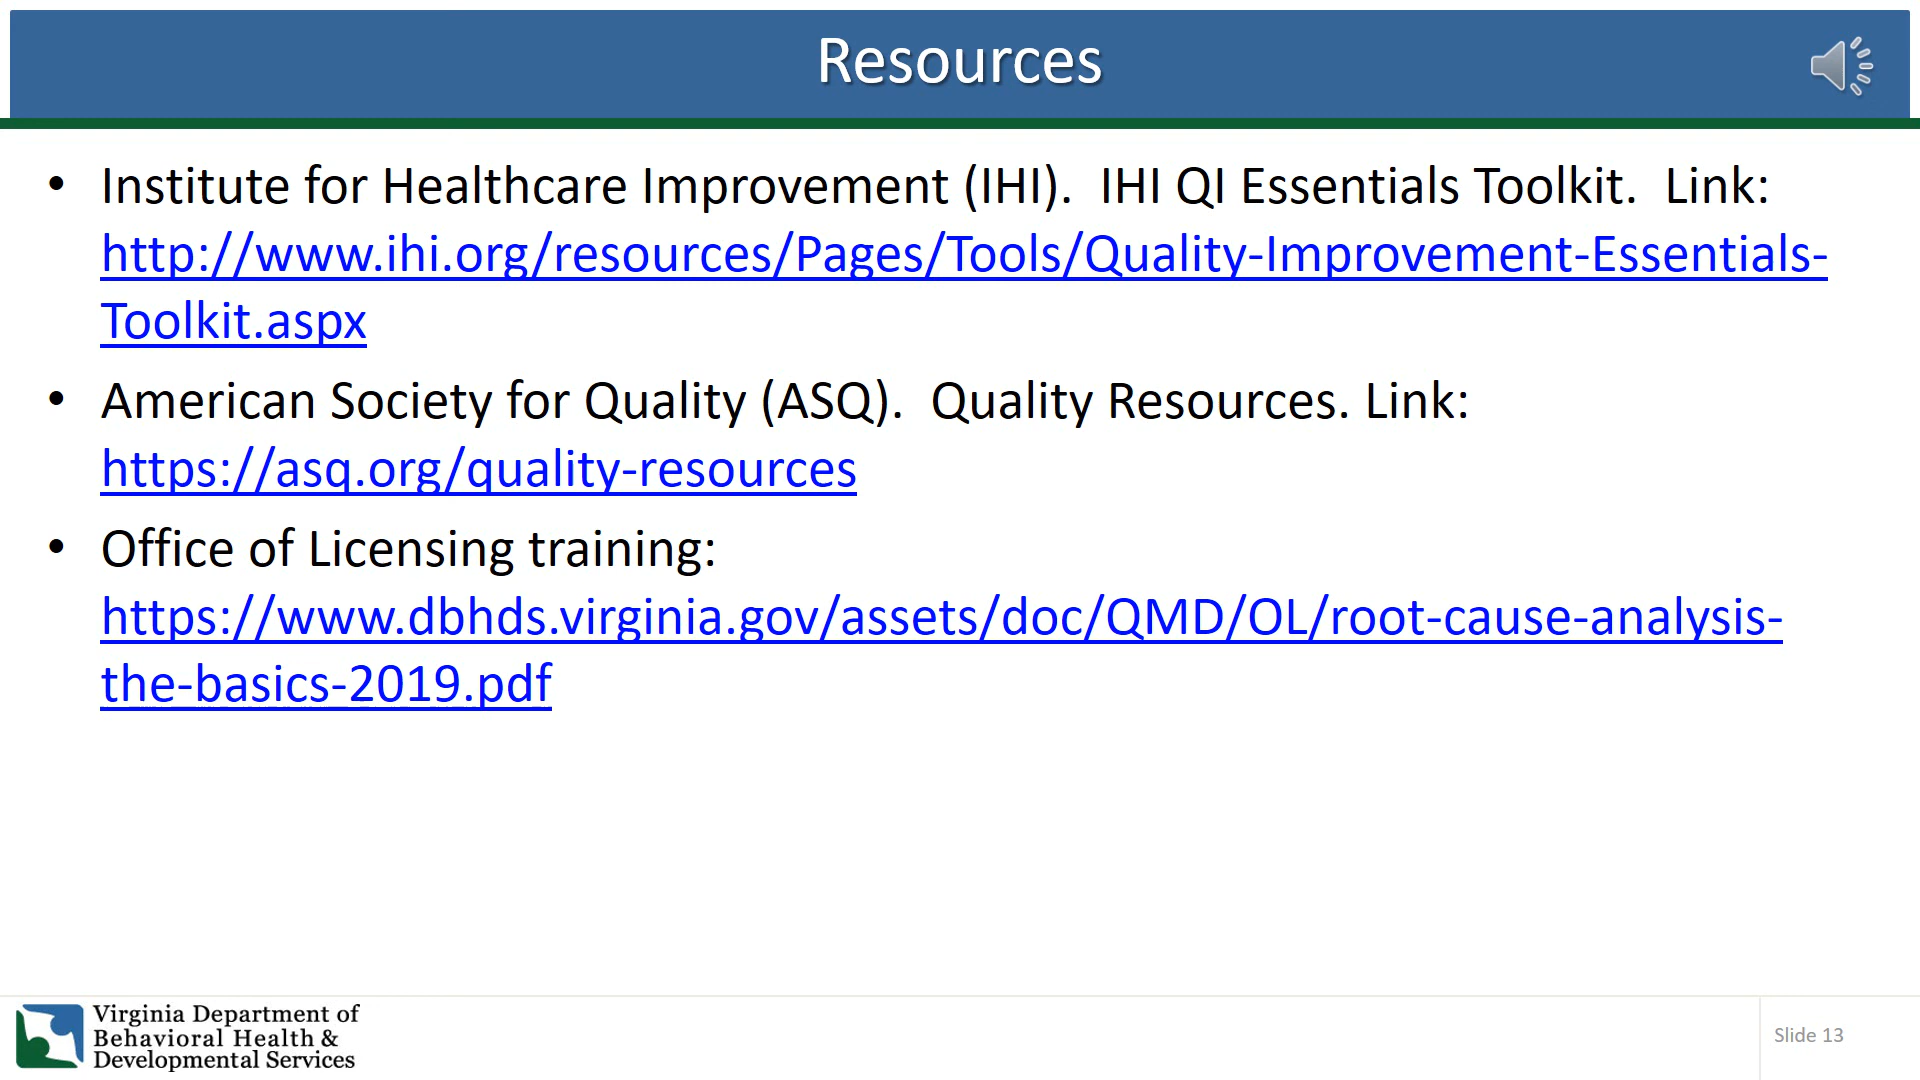 Resources
• Institute for Healthcare Improvement (IHI).  IHI QI Essentials Toolkit.  Link:
http://www.ihi.org/resources/Pages/Tools/Quality-Improvement-Essentials-
Toolkit.aspx
• American Society for Quality (ASQ).  Quality Resources. Link:
https://asq.org/quality-resources
• Office of Licensing training:
https://www.dbhds.virginia.gov/assets/doc/QMD/OL/root-cause-analysis-
the-basics-2019.pdf
Virginia Department of
Behavioral Health &
Developmental Services
Slide 13